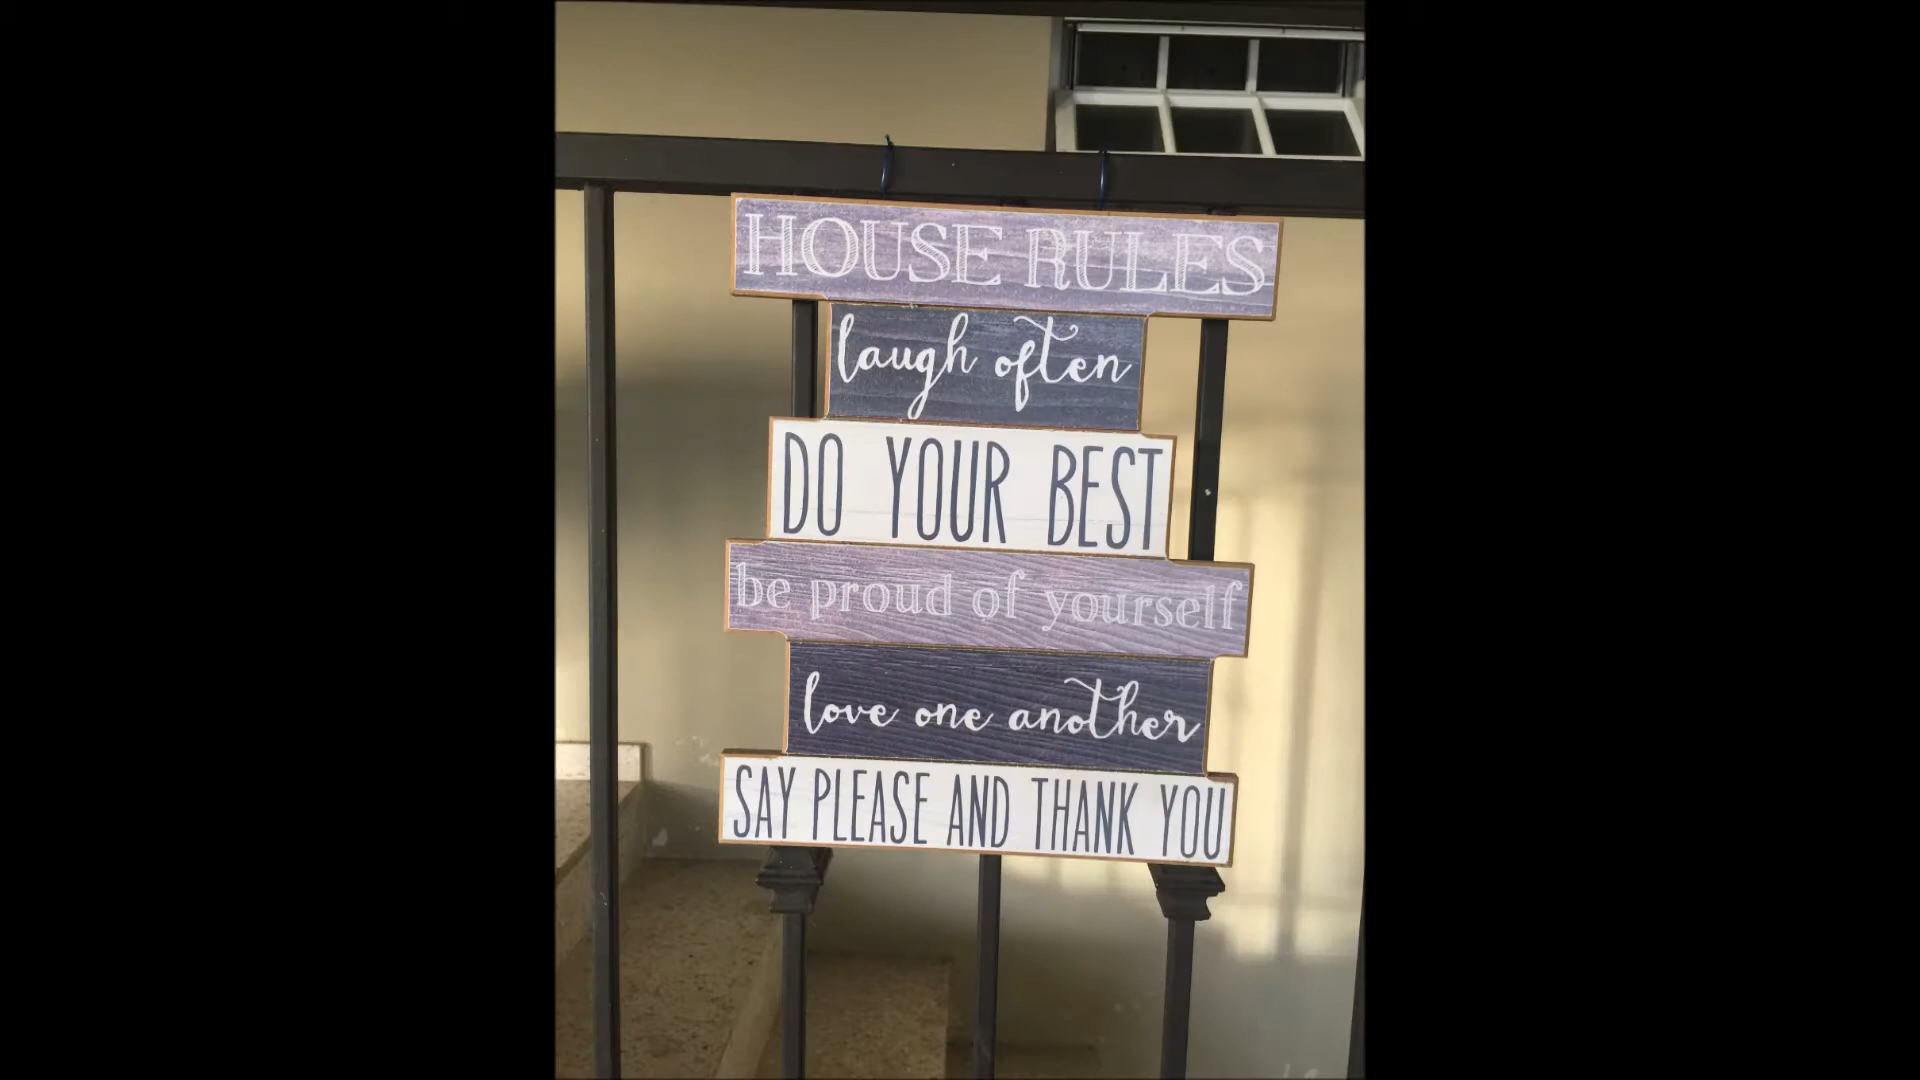 HOUSE RULES
laugh often
DO YOUR BEST
be proud of yourself
love one another
SAY PLEASE AND THANK YOU